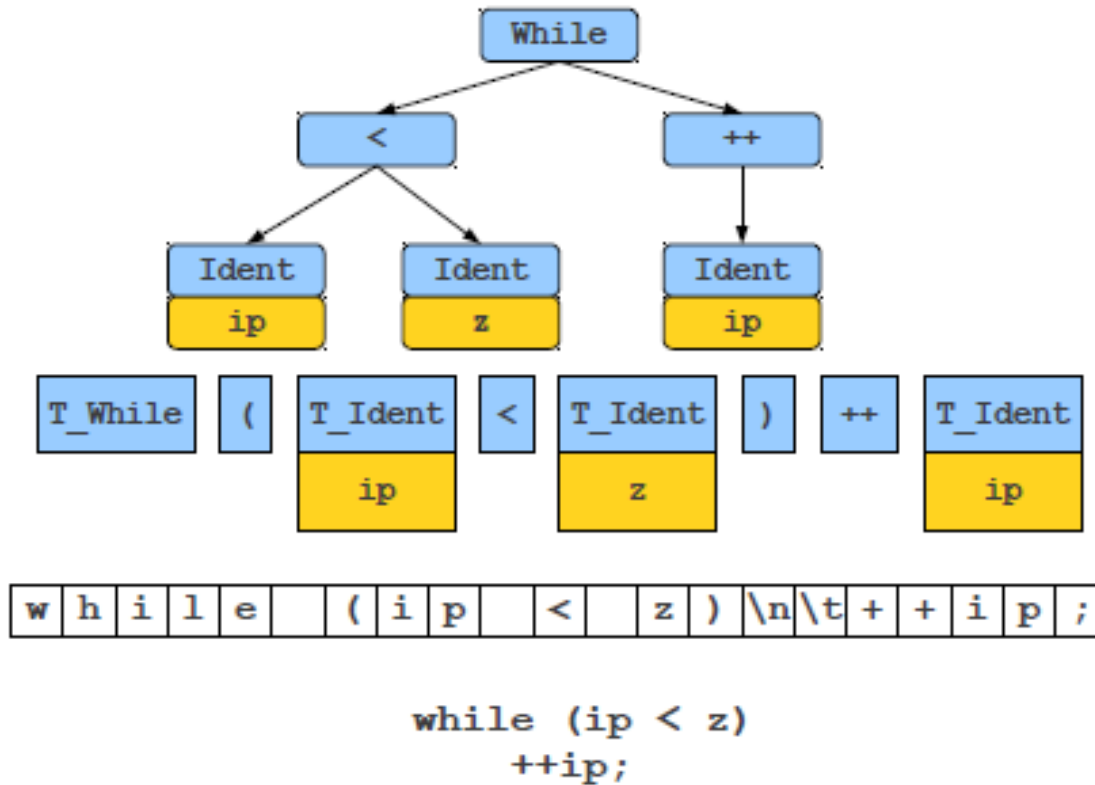 While
< ++
Ident Ident Ident
ip z ip
T_While ( T_Ident < T_Ident ) ++ T_Ident
ip z ip
w h i l e ( i p < z ) \n \t + + i p ;
while (ip < z)
++ip;